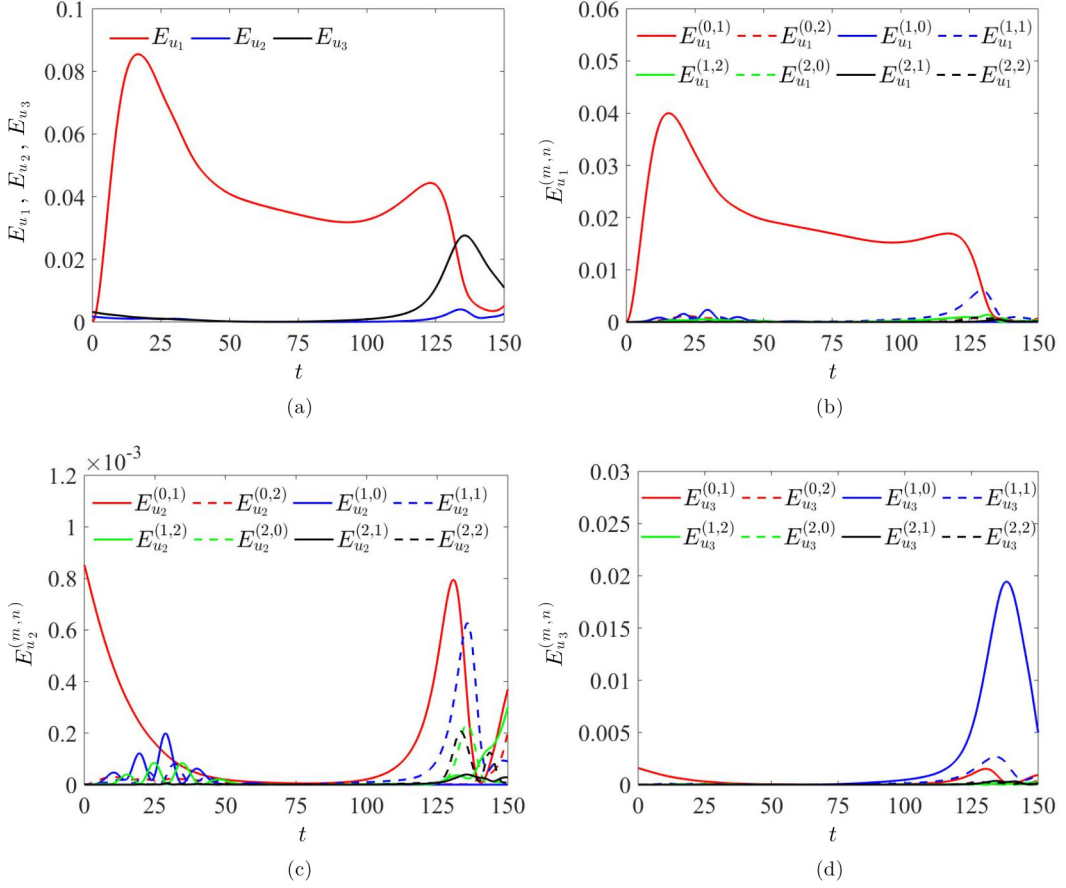 E_{u_1} E_{u_2} E_{u_3}
E_{u_1}, E_{u_2}, E_{u_3}
0.1
0.08
0.06
0.04
0.02
0
0 25 50 75 100 125 150
t
(a)
E_{u_1}^{(0,1)} E_{u_1}^{(0,2)} E_{u_1}^{(1,0)} E_{u_1}^{(1,1)}
E_{u_1}^{(1,2)} E_{u_1}^{(2,0)} E_{u_1}^{(2,1)} E_{u_1}^{(2,2)}
E_{u_1}^{(m,n)}
0.06
0.05
0.04
0.03
0.02
0.01
0
0 25 50 75 100 125 150
t
(b)
×10^{-3}
E_{u_2}^{(0,1)} E_{u_2}^{(0,2)} E_{u_2}^{(1,0)} E_{u_2}^{(1,1)}
E_{u_2}^{(1,2)} E_{u_2}^{(2,0)} E_{u_2}^{(2,1)} E_{u_2}^{(2,2)}
E_{u_2}^{(m,n)}
1.2
1
0.8
0.6
0.4
0.2
0
0 25 50 75 100 125 150
t
(c)
E_{u_3}^{(0,1)} E_{u_3}^{(0,2)} E_{u_3}^{(1,0)} E_{u_3}^{(1,1)}
E_{u_3}^{(1,2)} E_{u_3}^{(2,0)} E_{u_3}^{(2,1)} E_{u_3}^{(2,2)}
E_{u_3}^{(m,n)}
0.03
0.025
0.02
0.015
0.01
0.005
0
0 25 50 75 100 125 150
t
(d)